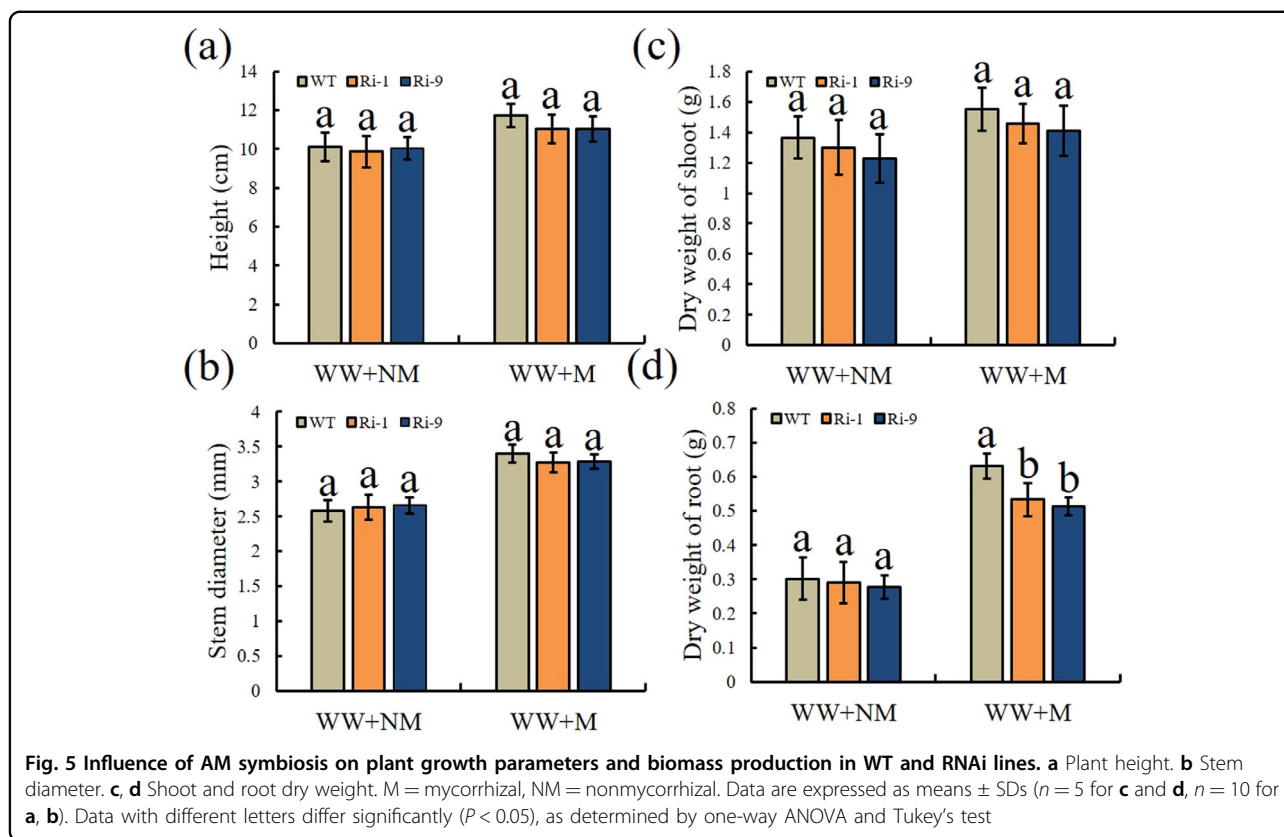 (a)
14
12
10
8
6
4
2
0
Height (cm)
WT Ri-1 Ri-9
a a a a a a
WW+NM WW+M
(c)
1.8
1.6
1.4
1.2
1
0.8
0.6
0.4
0.2
0
Dry weight of shoot (g)
WT Ri-1 Ri-9
a a a a a a
WW+NM WW+M
(b)
4
3.5
3
2.5
2
1.5
1
0.5
0
Stem diameter (mm)
WT Ri-1 Ri-9
a a a a a a
WW+NM WW+M
(d)
0.8
0.7
0.6
0.5
0.4
0.3
0.2
0.1
0
Dry weight of root (g)
WT Ri-1 Ri-9
a a a a b b
WW+NM WW+M
Fig. 5 Influence of AM symbiosis on plant growth parameters and biomass production in WT and RNAi lines. a Plant height. b Stem
diameter. c, d Shoot and root dry weight. M = mycorrhizal, NM = nonmycorrhizal. Data are expressed as means ± SDs (n = 5 for c and d, n = 10 for
a, b). Data with different letters differ significantly (P < 0.05), as determined by one-way ANOVA and Tukey's test